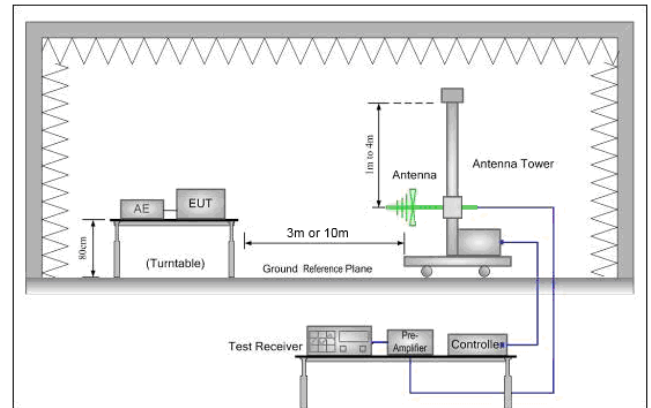 1m to 4m
Antenna
Antenna Tower
AE
EUT
80cm
(Turntable)
3m or 10m
Ground Reference Plane
Test Receiver
Pre-
Amplifier
Controller